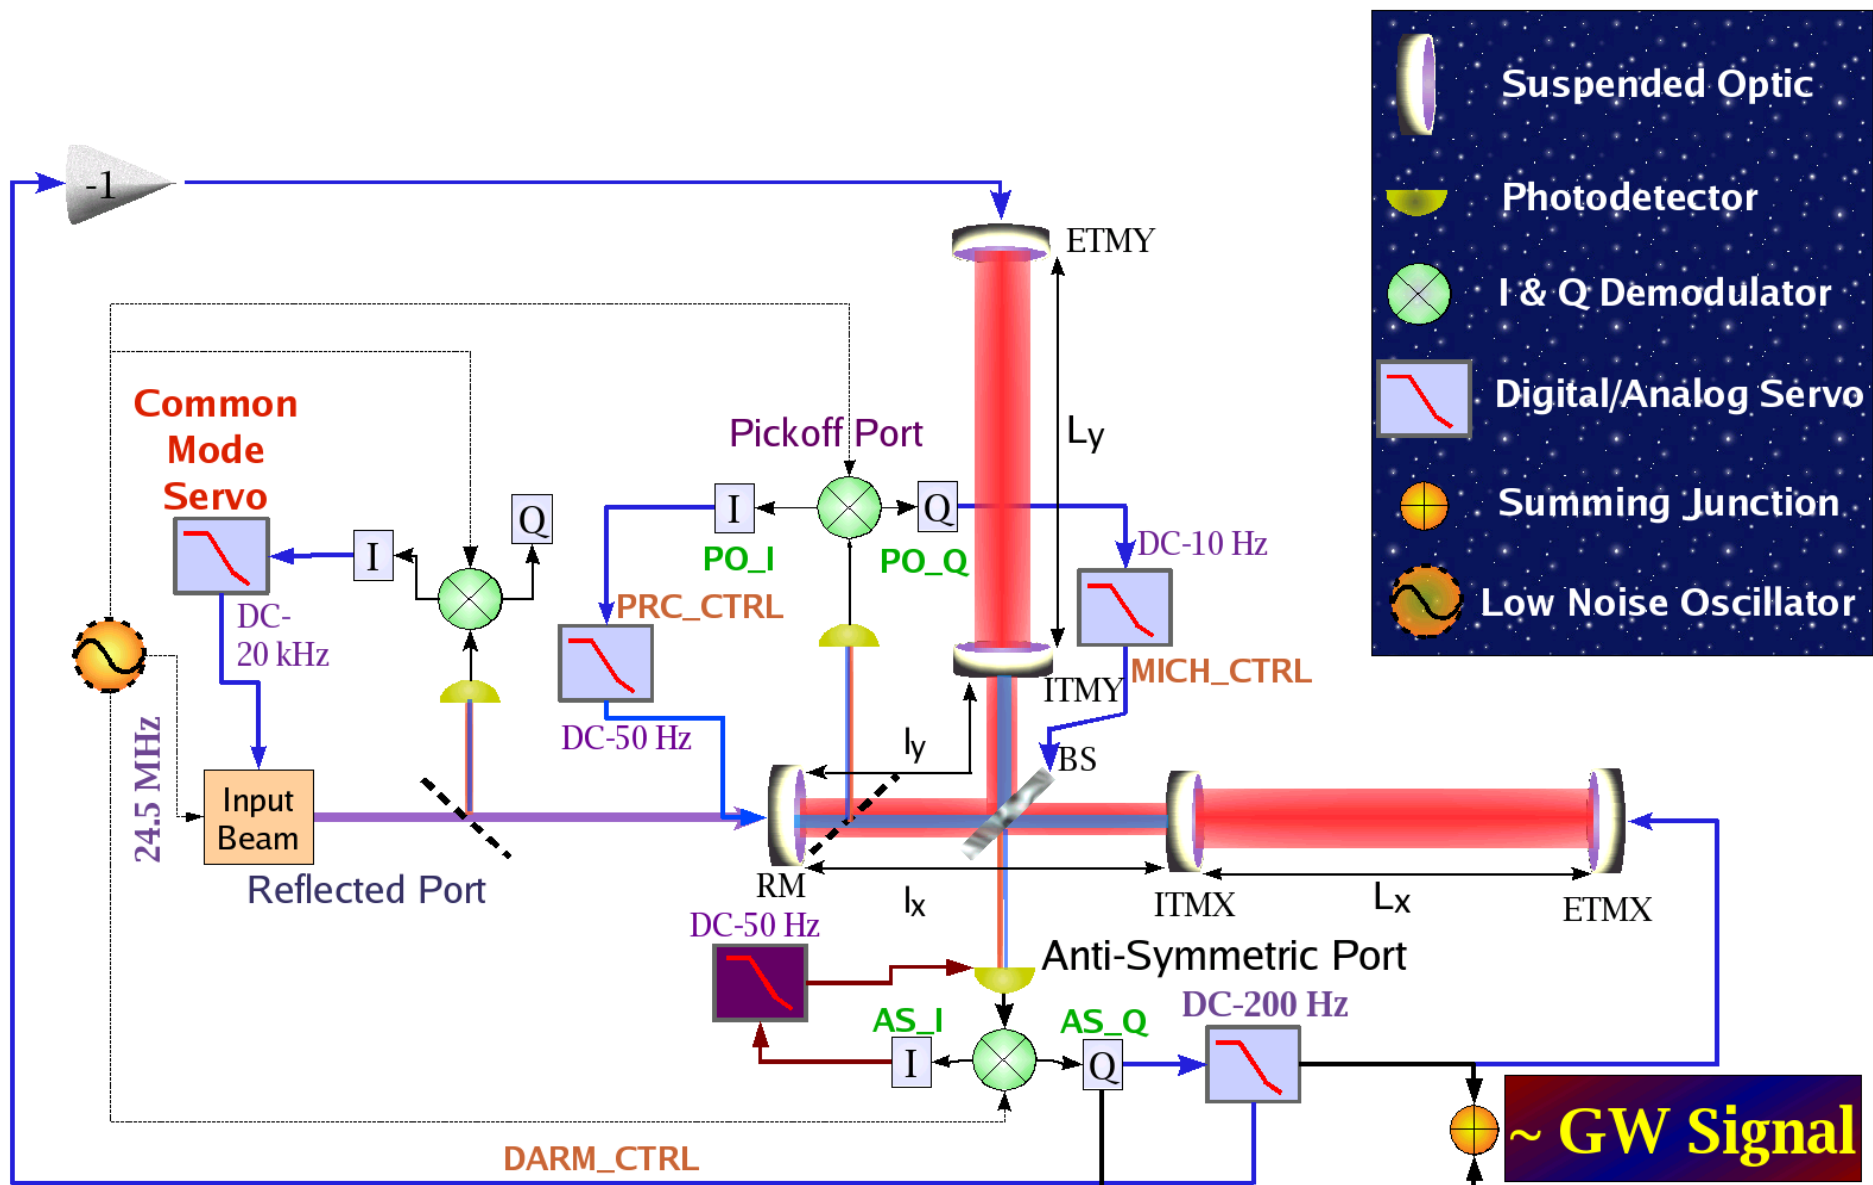 Suspended Optic
Photodetector
I & Q Demodulator
Digital/Analog Servo
Summing Junction
Low Noise Oscillator
-1
ETMY
Ly
Common
Mode
Servo
Pickoff Port
I
Q
PO_I
PO_Q
DC-10 Hz
Q
I
DC-
20 kHz
PRC_CTRL
MICH_CTRL
ITMY
DC-50 Hz
ly
BS
24.5 MHz
Input
Beam
Reflected Port
RM
lx
ITMX
Lx
ETMX
DC-50 Hz
Anti-Symmetric Port
DC-200 Hz
AS_I
AS_Q
I
Q
~ GW Signal
DARM_CTRL